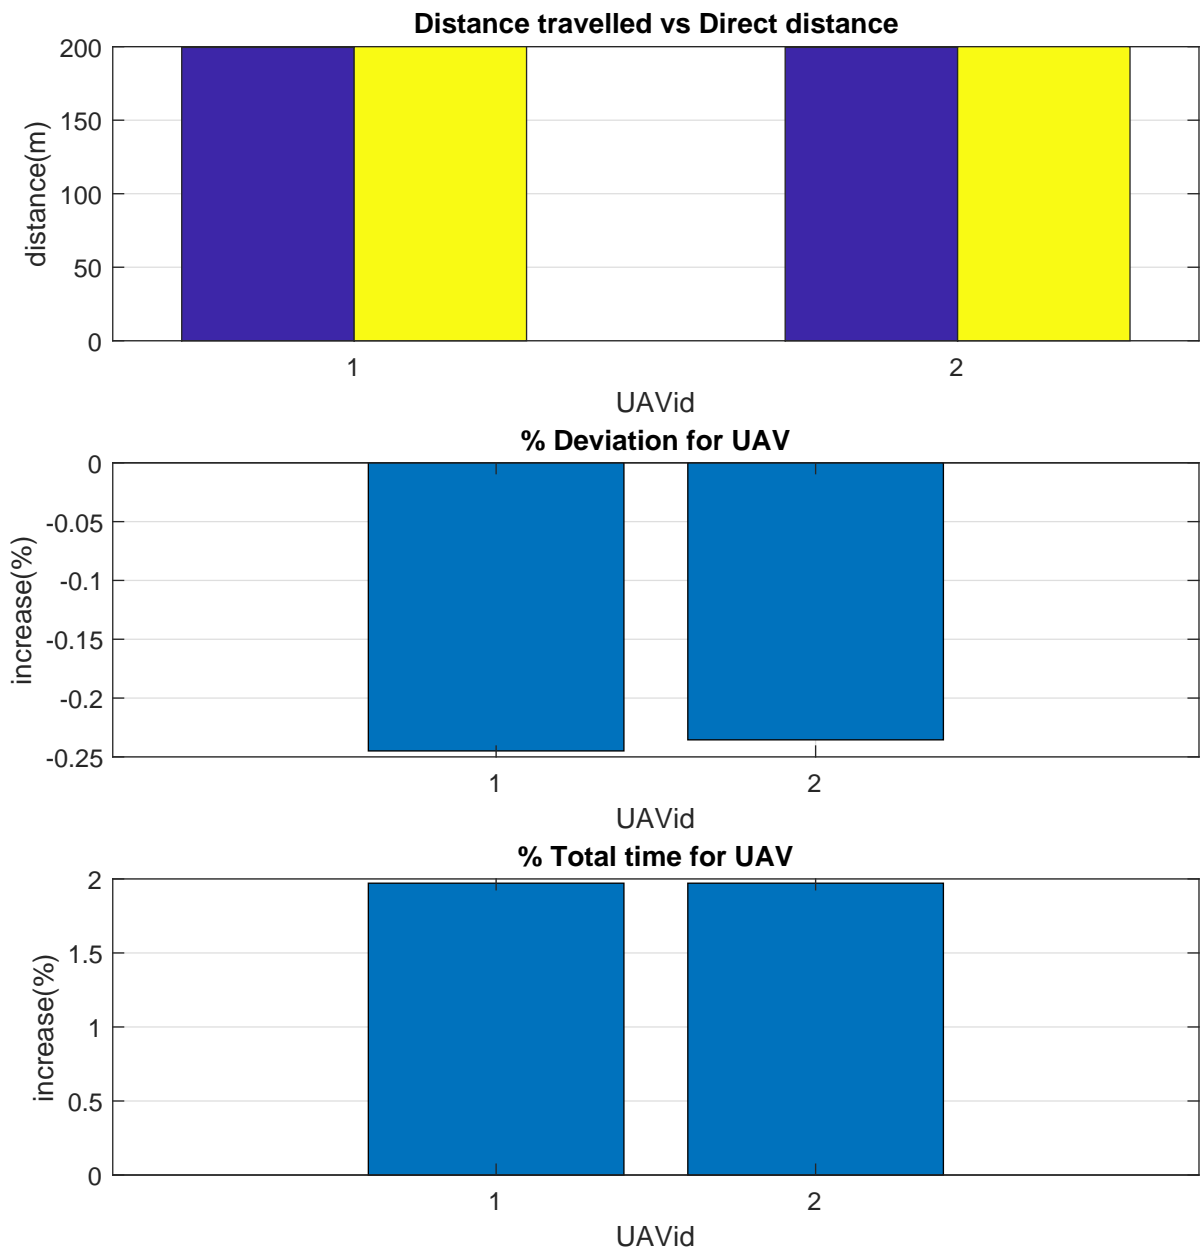 Distance travelled vs Direct distance
200
150
100
50
0
distance(m)
1
2
UAVid
% Deviation for UAV
0
-0.05
-0.1
-0.15
-0.2
-0.25
increase(%)
1
2
UAVid
% Total time for UAV
2
1.5
1
0.5
0
increase(%)
1
2
UAVid